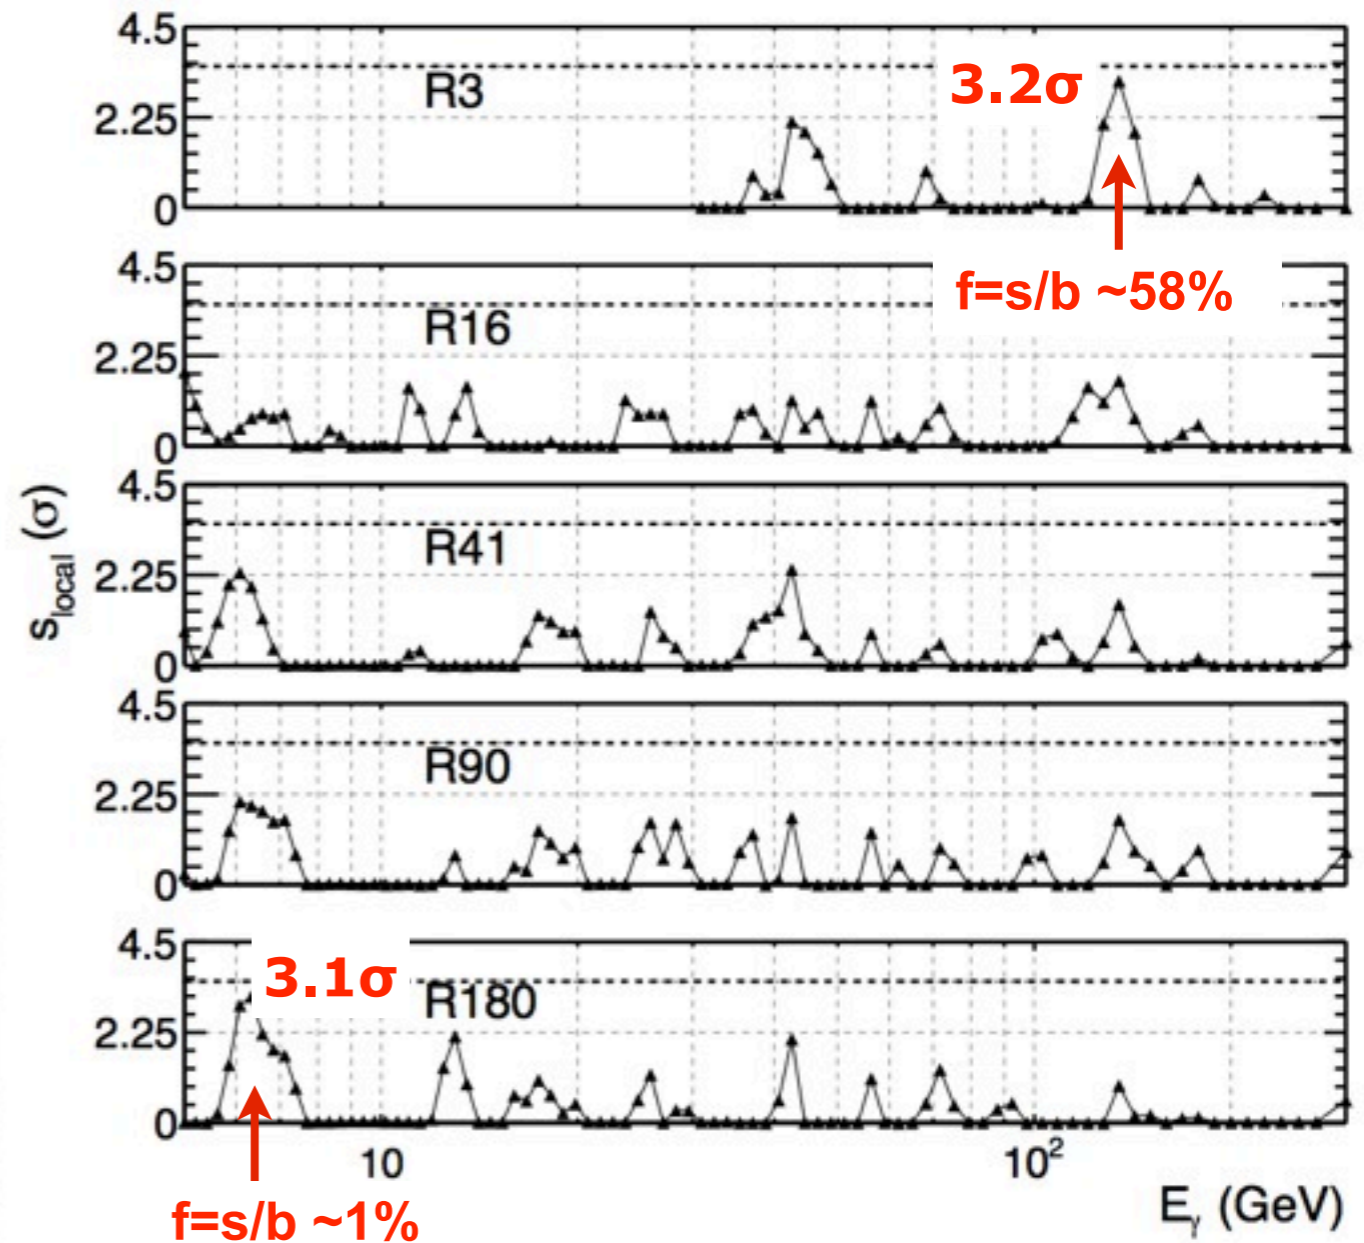 4.5
R3
3.2σ
2.25
0
f=s/b ~58%
4.5
R16
2.25
0
4.5
R41
2.25
0
s_local (σ)
4.5
R90
2.25
0
4.5
3.1σ
R180
2.25
0
10
10²
E_γ (GeV)
f=s/b ~1%